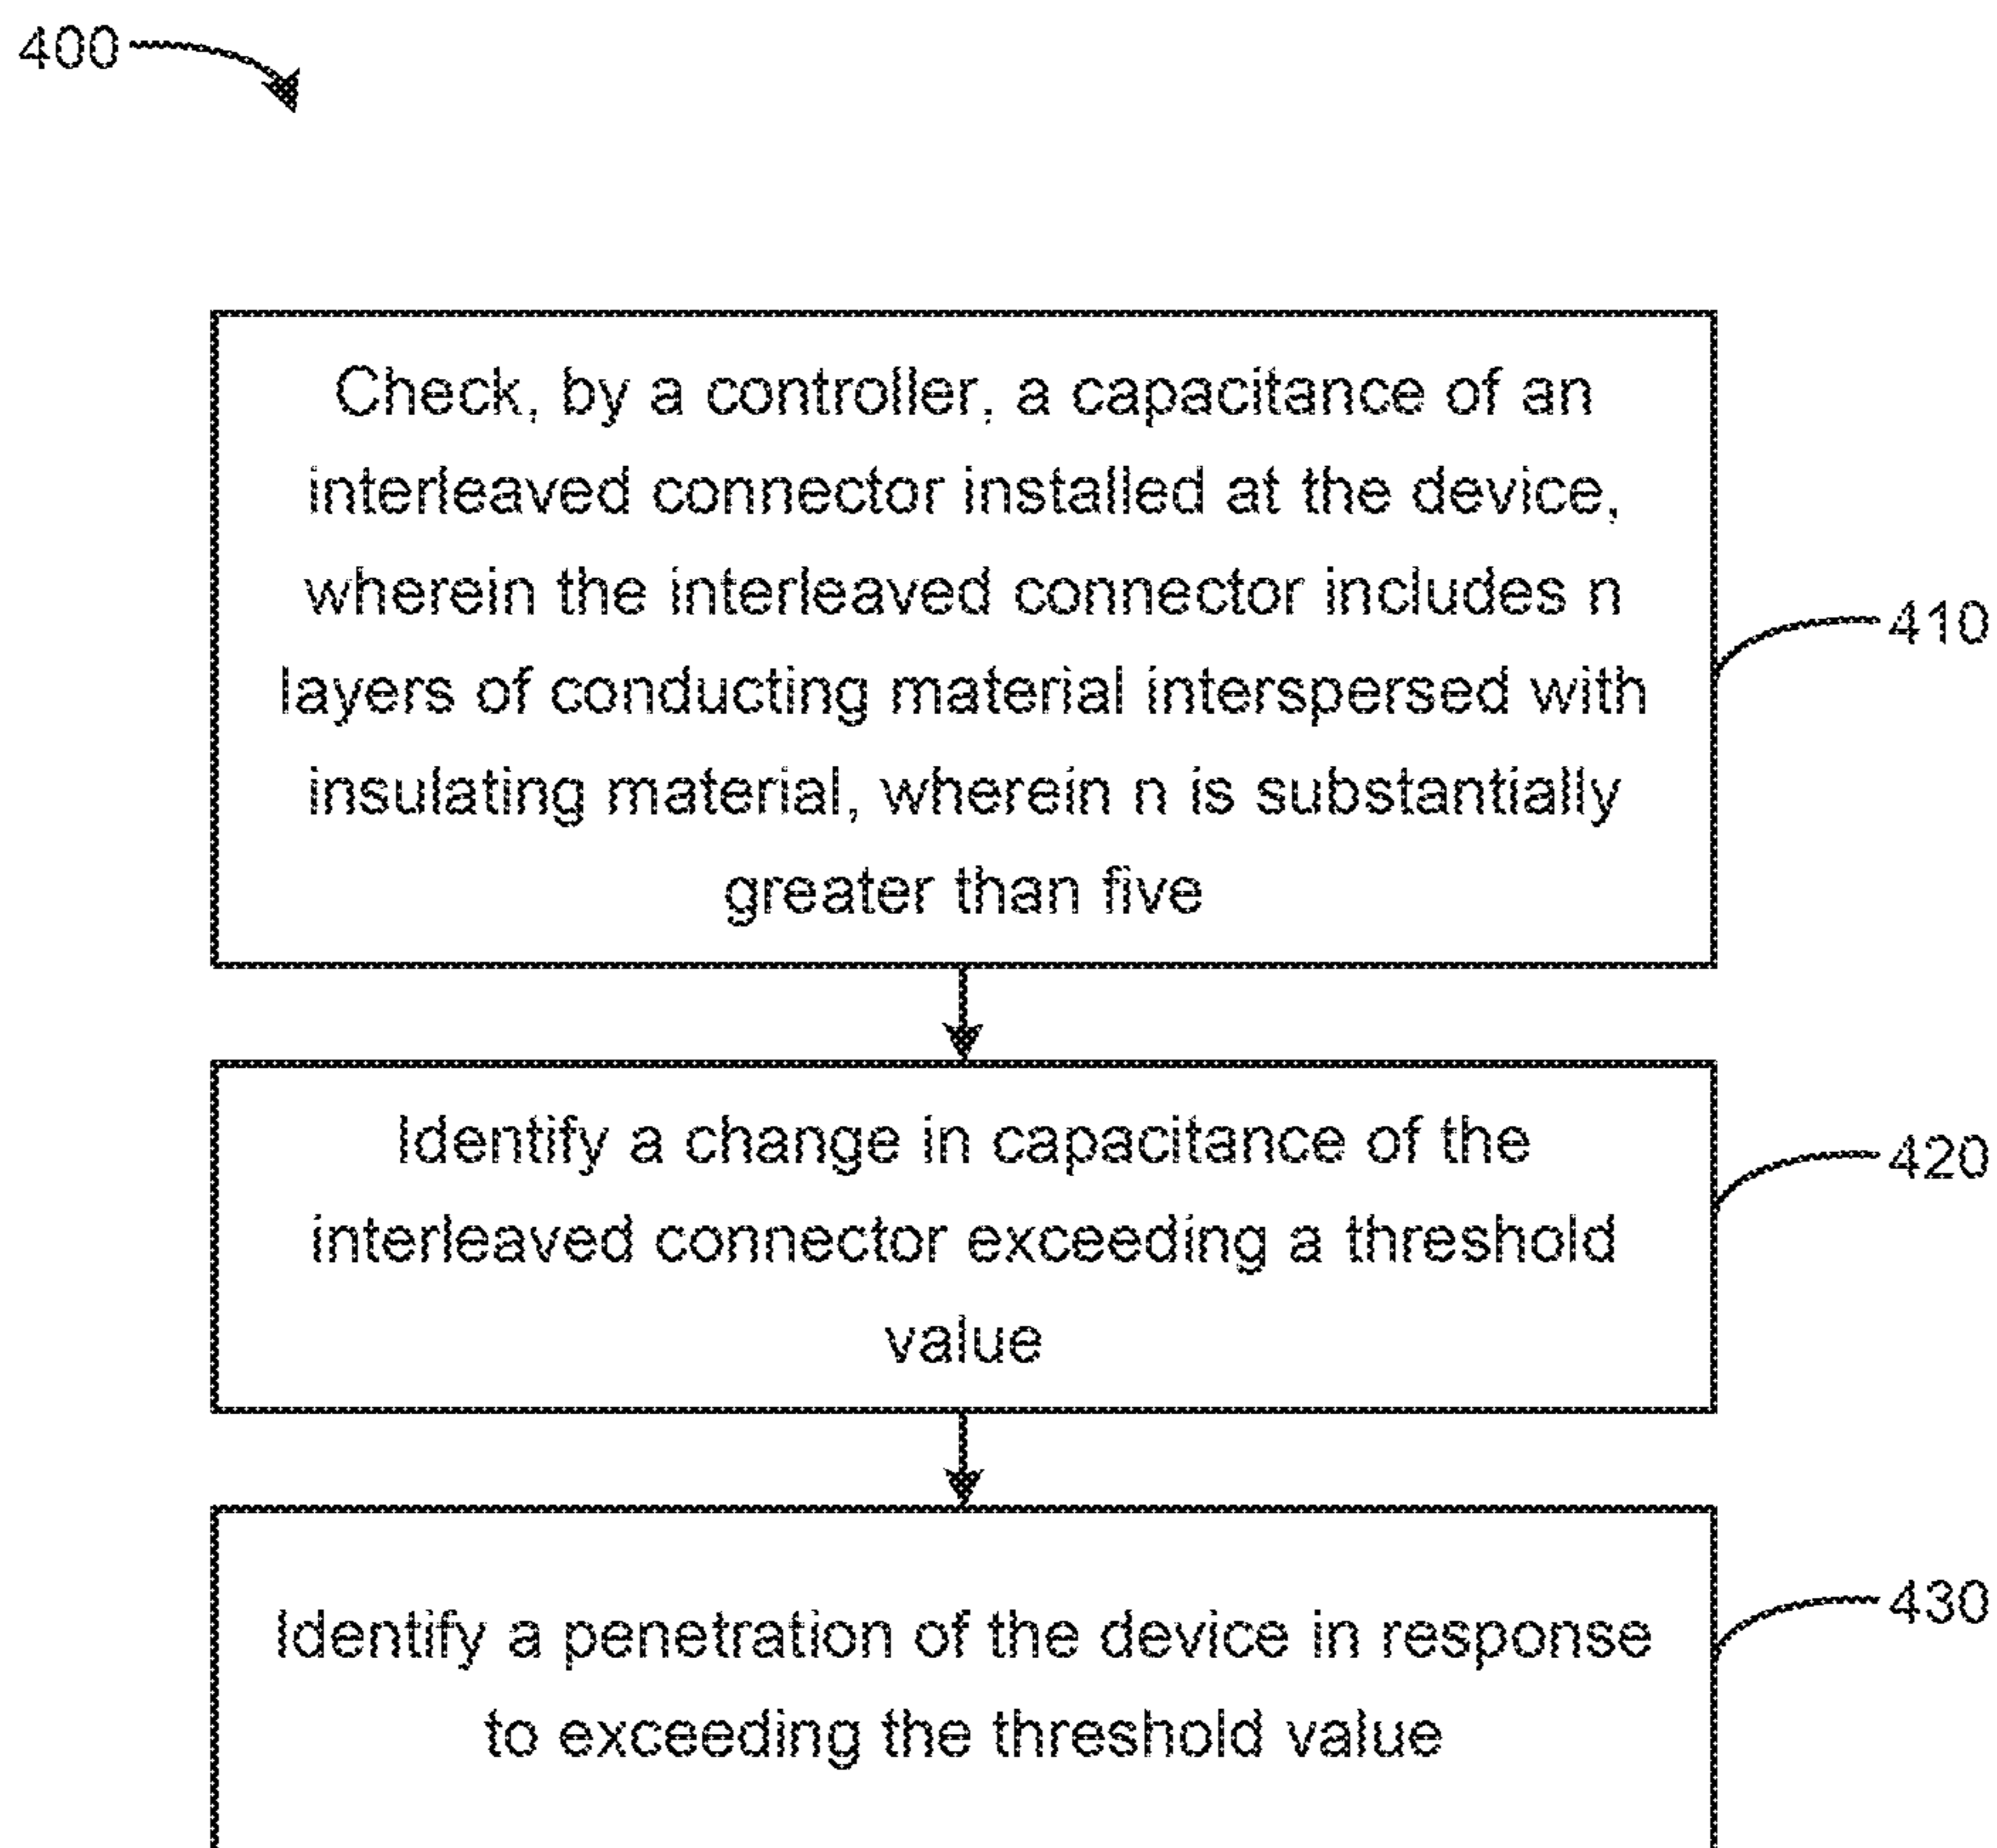 400
Check, by a controller, a capacitance of an
interleaved connector installed at the device,
wherein the interleaved connector includes n
layers of conducting material interspersed with
insulating material, wherein n is substantially
greater than five
410
Identify a change in capacitance of the
interleaved connector exceeding a threshold
value
420
Identify a penetration of the device in response
to exceeding the threshold value
430